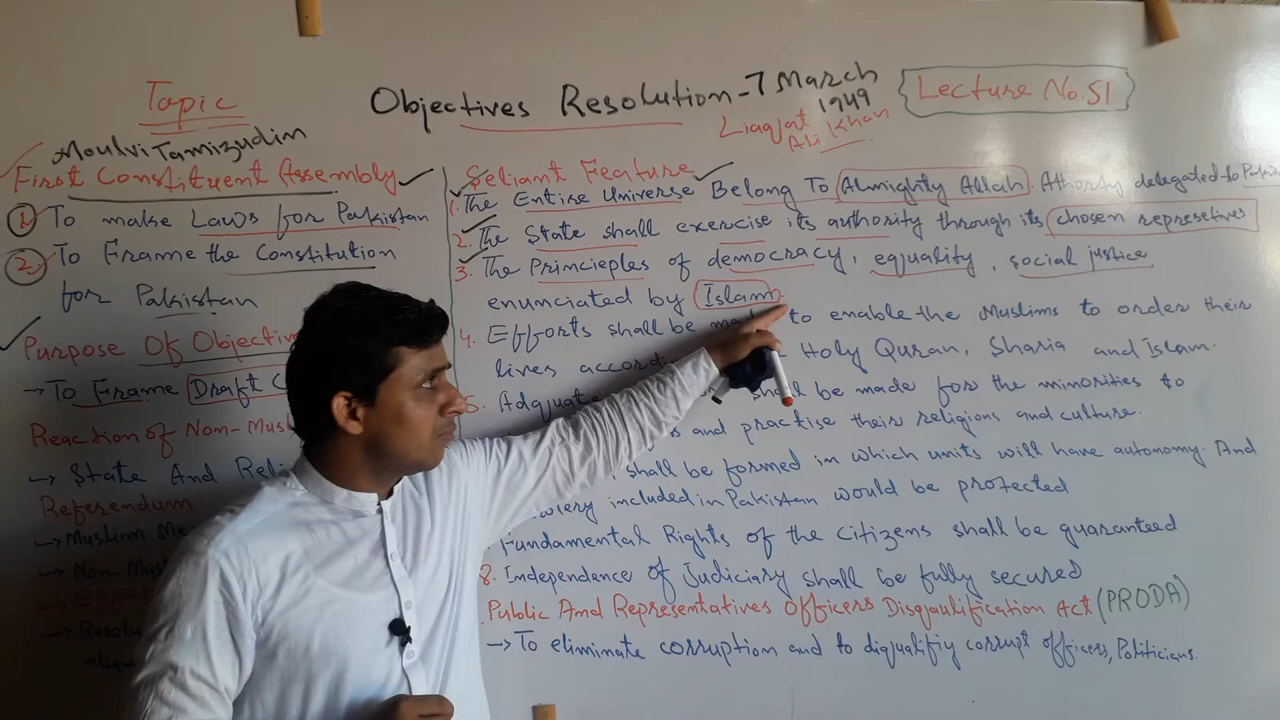 Topic
Objectives Resolution-7 March
1949
Liaqat
Ali Khan
Lecture No.51
Moulvi Tamizudin
First Constituent Assembly
1. To make Laws for Pakistan
2. To Frame the Constitution
for Pakistan
Purpose Of Objective
→ To Frame Draft
Reaction of Non-Mus
→ State And Reli
Referendum
→ Muslim Me
→ Non-Mus
→ Resolu
Seliant Feature
1. The Entire Universe Belong To Almighty Allah. Athority delegated to
2. The State shall exercise its authority through its chosen represetives
3. The Princieples of democracy, equality, social justice
enunciated by Islam.
4. Efforts shall be made to enable the Muslims to order their
lives Holy Quran, Sharia and Islam.
5. Adquate shall be made for the minorities to
and practise their religions and culture.
shall be formed in which units will have autonomy. And
included in Pakistan would be protected
Fundamental Rights of the Citizens shall be guaranteed
8. Independence of Judiciary shall be fully secured
Public And Representatives Officers Disqaulification Act (PRODA)
→ To eliminate corruption and to disqualifiy corrupt officers, Politicians.